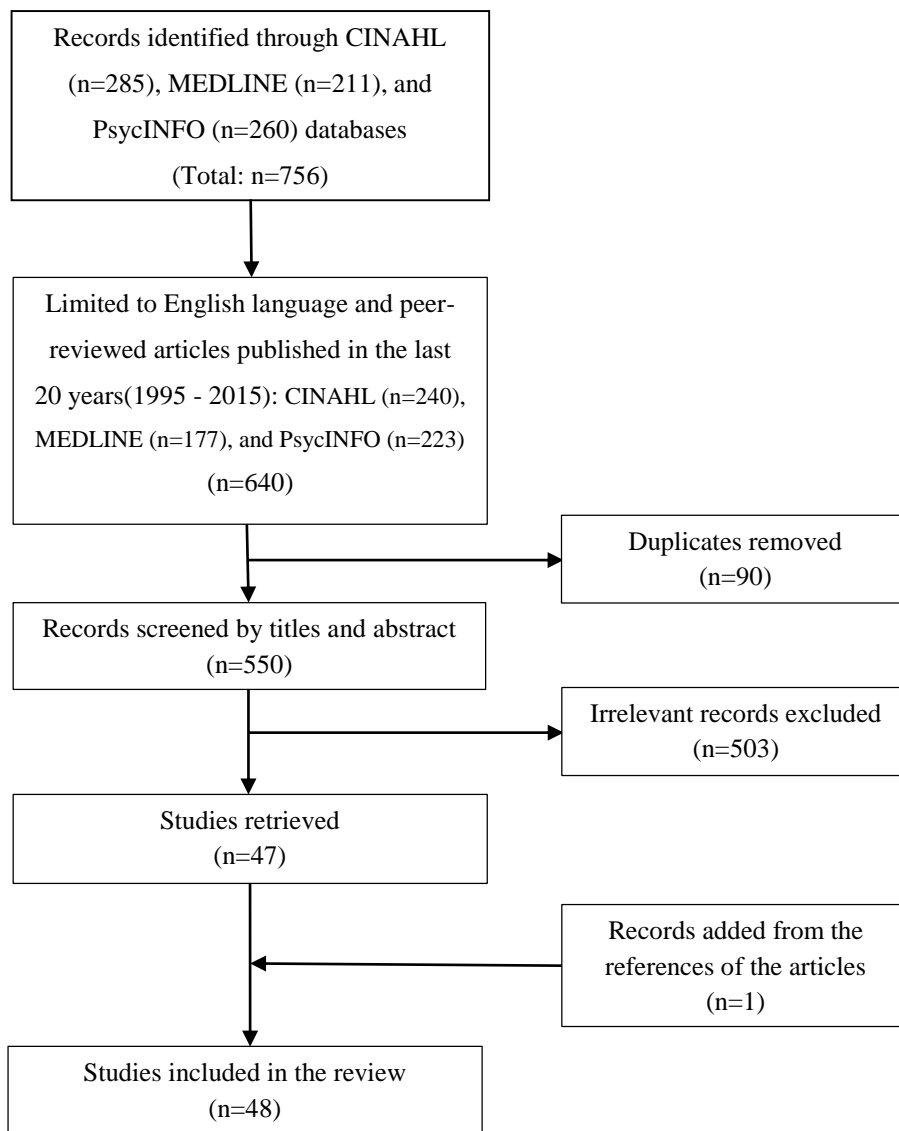 Records identified through CINAHL
(n=285), MEDLINE (n=211), and
PsycINFO (n=260) databases
(Total: n=756)
Limited to English language and peer-
reviewed articles published in the last
20 years(1995 - 2015): CINAHL (n=240),
MEDLINE (n=177), and PsycINFO (n=223)
(n=640)
Duplicates removed
(n=90)
Records screened by titles and abstract
(n=550)
Irrelevant records excluded
(n=503)
Studies retrieved
(n=47)
Records added from the
references of the articles
(n=1)
Studies included in the review
(n=48)